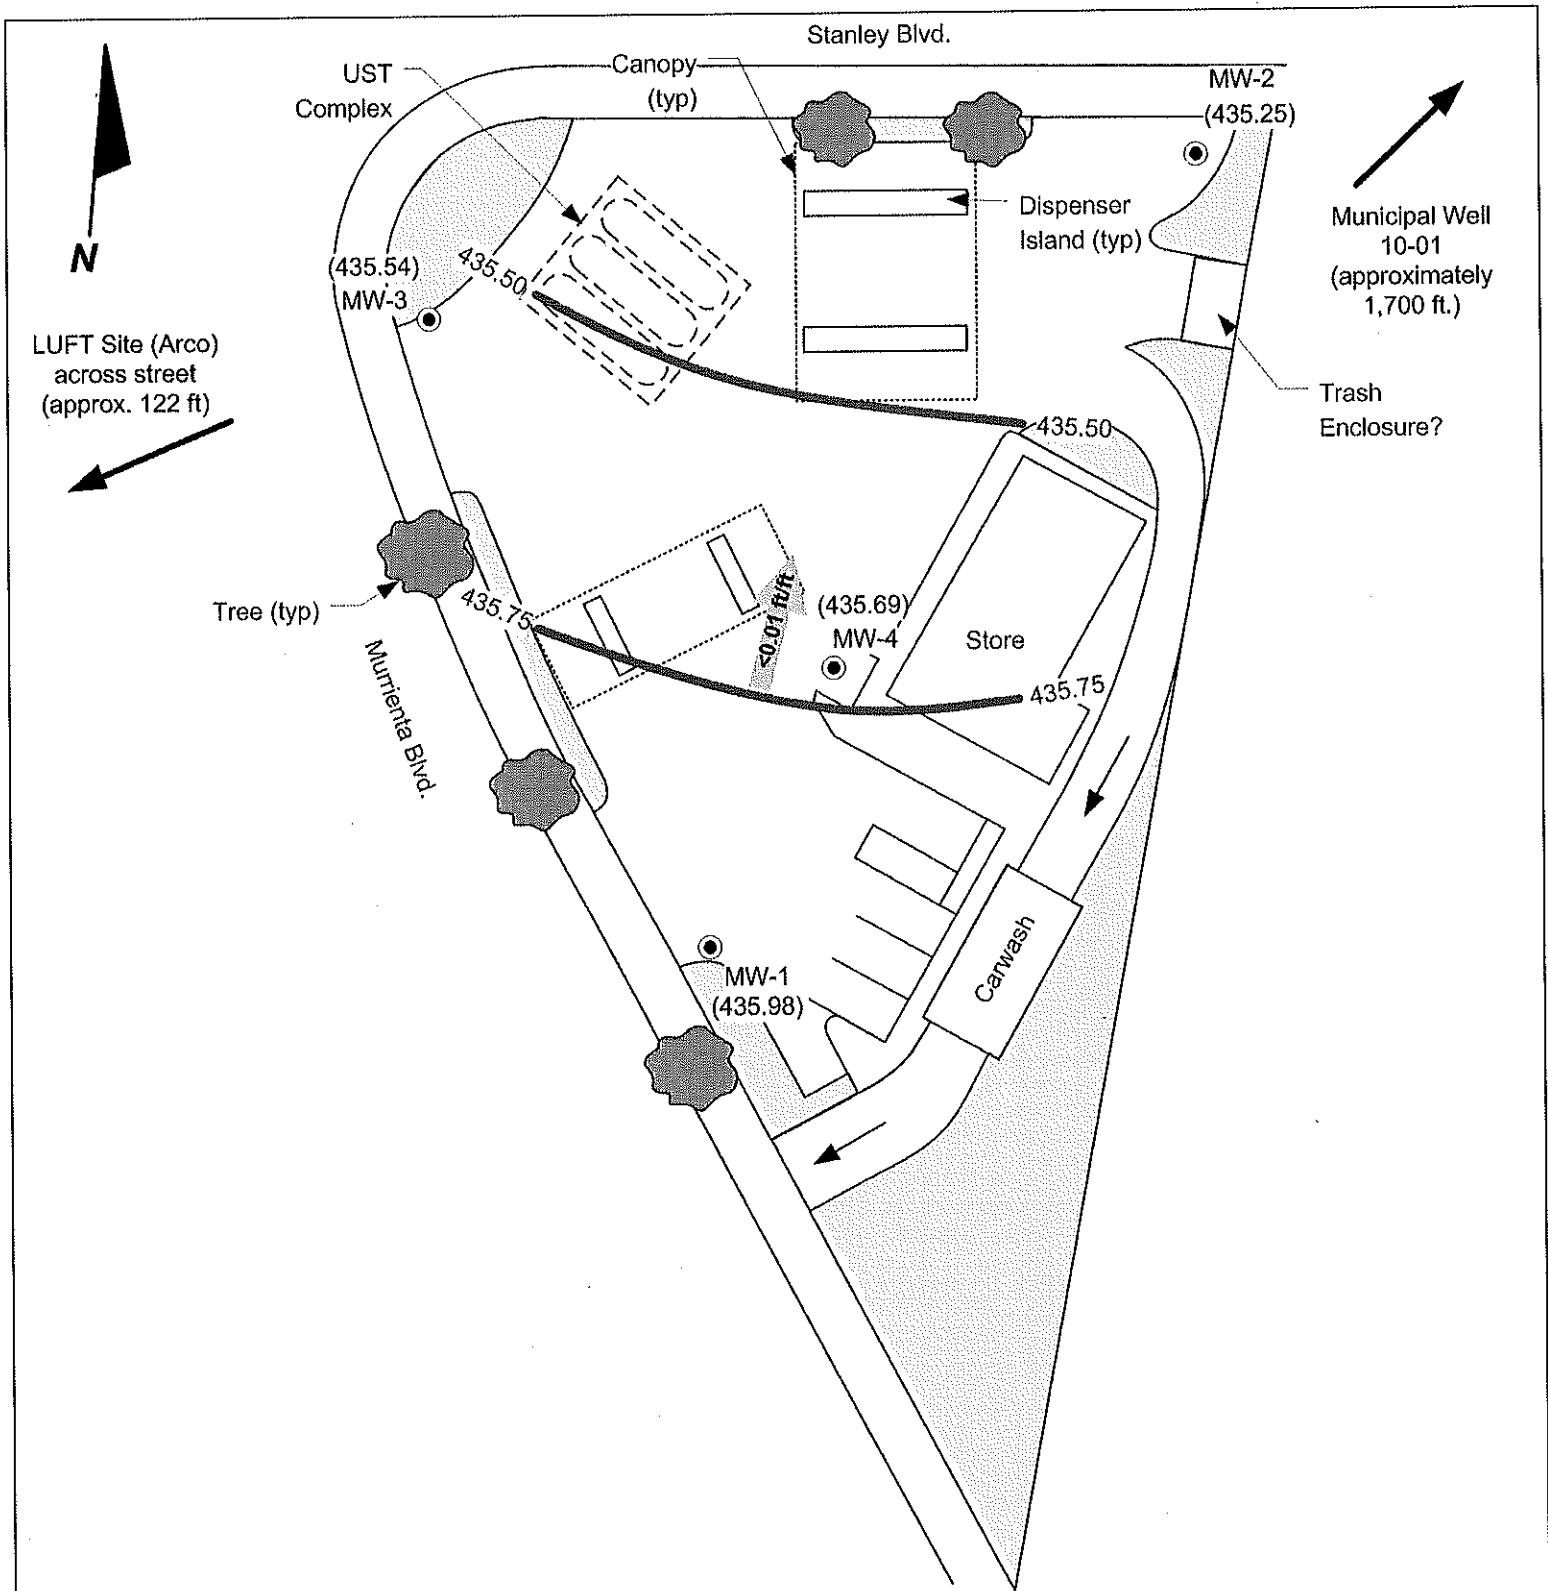 Stanley Blvd.
UST
Complex
Canopy
(typ)
MW-2
(435.25)
N
Dispenser
Island (typ)
Municipal Well
10-01
(approximately
1,700 ft.)
(435.54)
MW-3
435.50
LUFT Site (Arco)
across street
(approx. 122 ft)
Trash
Enclosure?
435.50
Tree (typ)
435.75
<0.01 ft/ft
(435.69)
MW-4
Store
Murrienta Blvd.
435.75
Carwash
MW-1
(435.98)